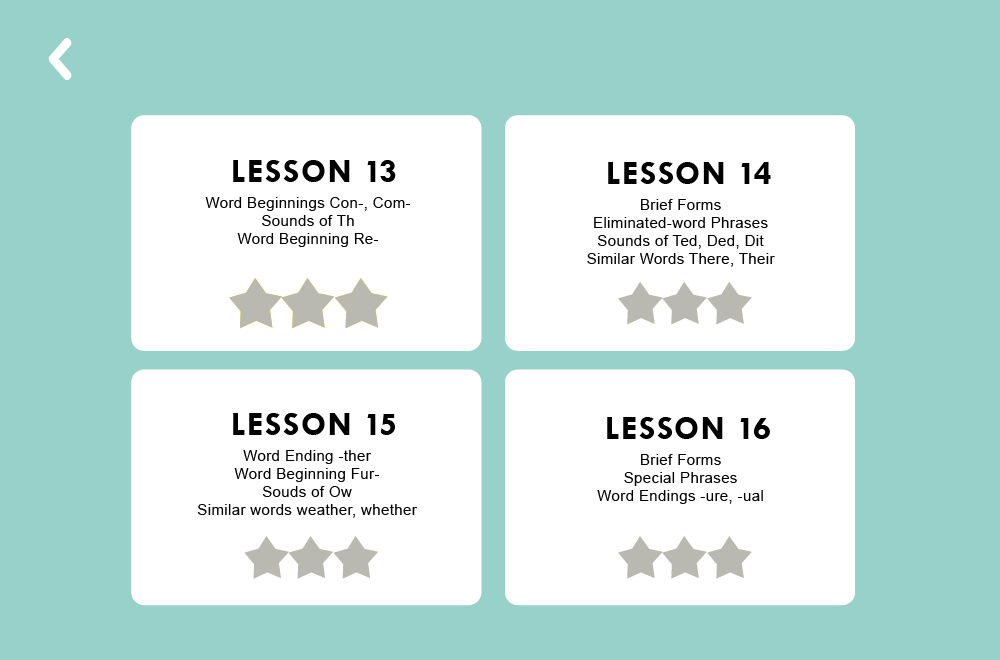 LESSON 13
Word Beginnings Con-, Com-
Sounds of Th
Word Beginning Re-
LESSON 14
Brief Forms
Eliminated-word Phrases
Sounds of Ted, Ded, Dit
Similar Words There, Their
LESSON 15
Word Ending -ther
Word Beginning Fur-
Souds of Ow
Similar words weather, whether
LESSON 16
Brief Forms
Special Phrases
Word Endings -ure, -ual